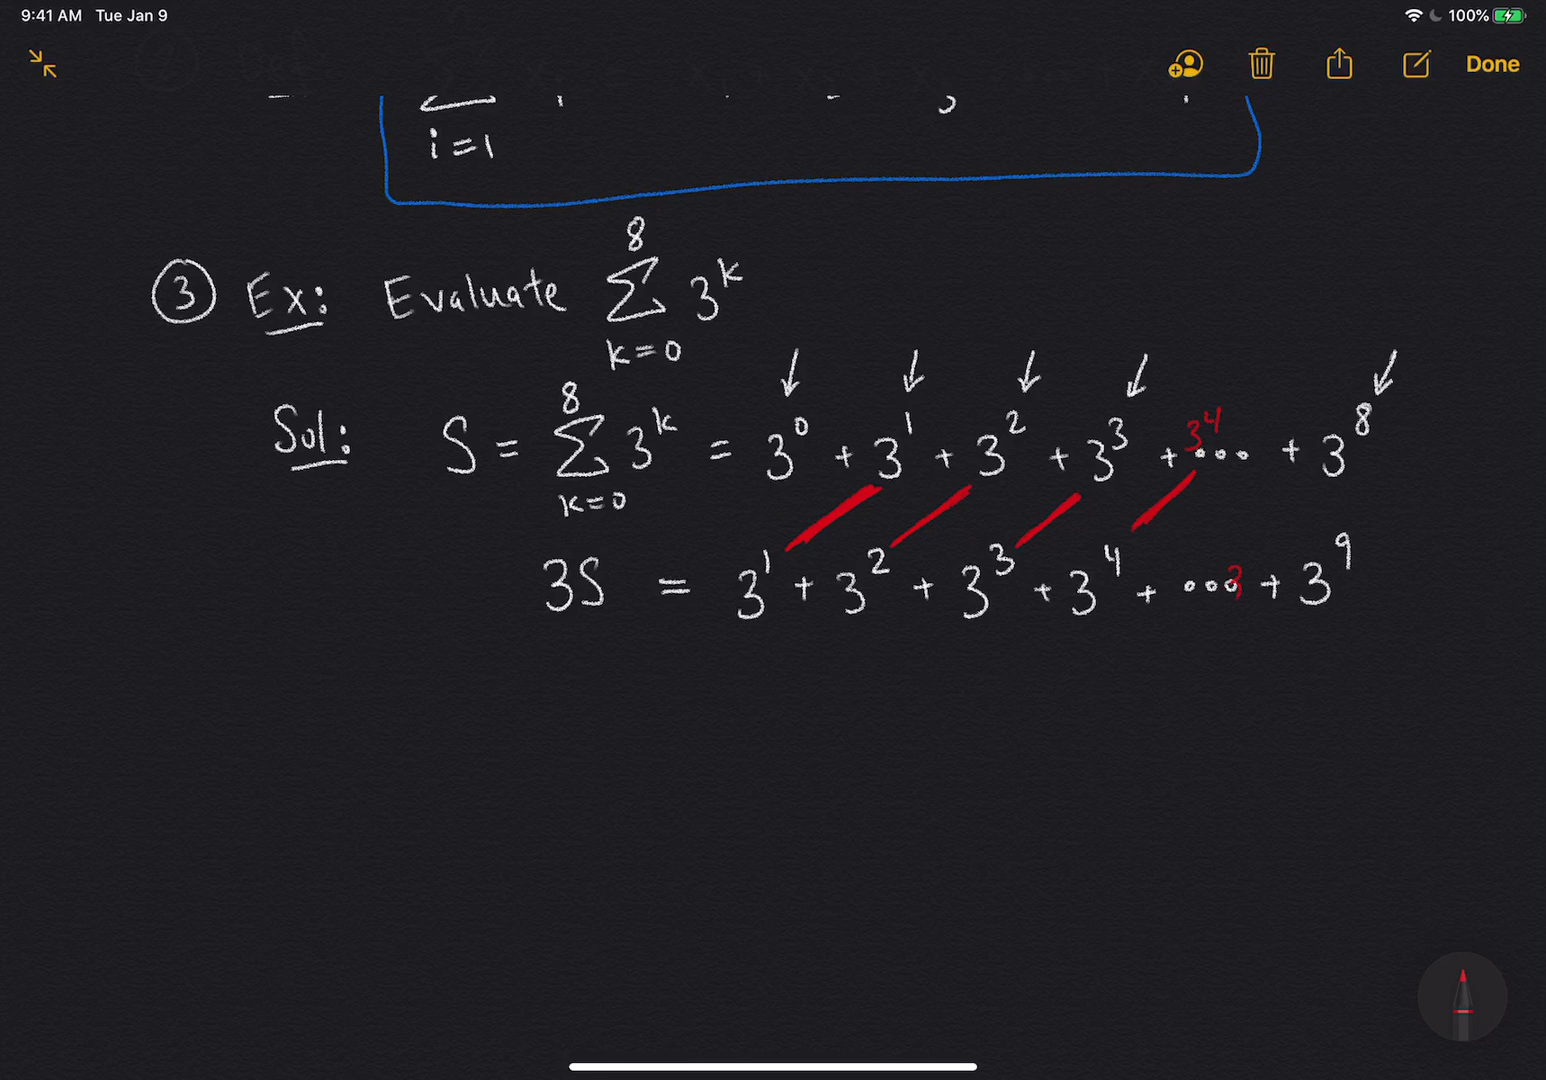 9:41 AM Tue Jan 9 100%
Done
i=1
③ Ex: Evaluate ∑_{k=0}^{8} 3^k
Sol: S = ∑_{k=0}^{8} 3^k = 3^0 + 3^1 + 3^2 + 3^3 + 3^4 ... + 3^8
3S = 3^1 + 3^2 + 3^3 + 3^4 + ... 3 + 3^9